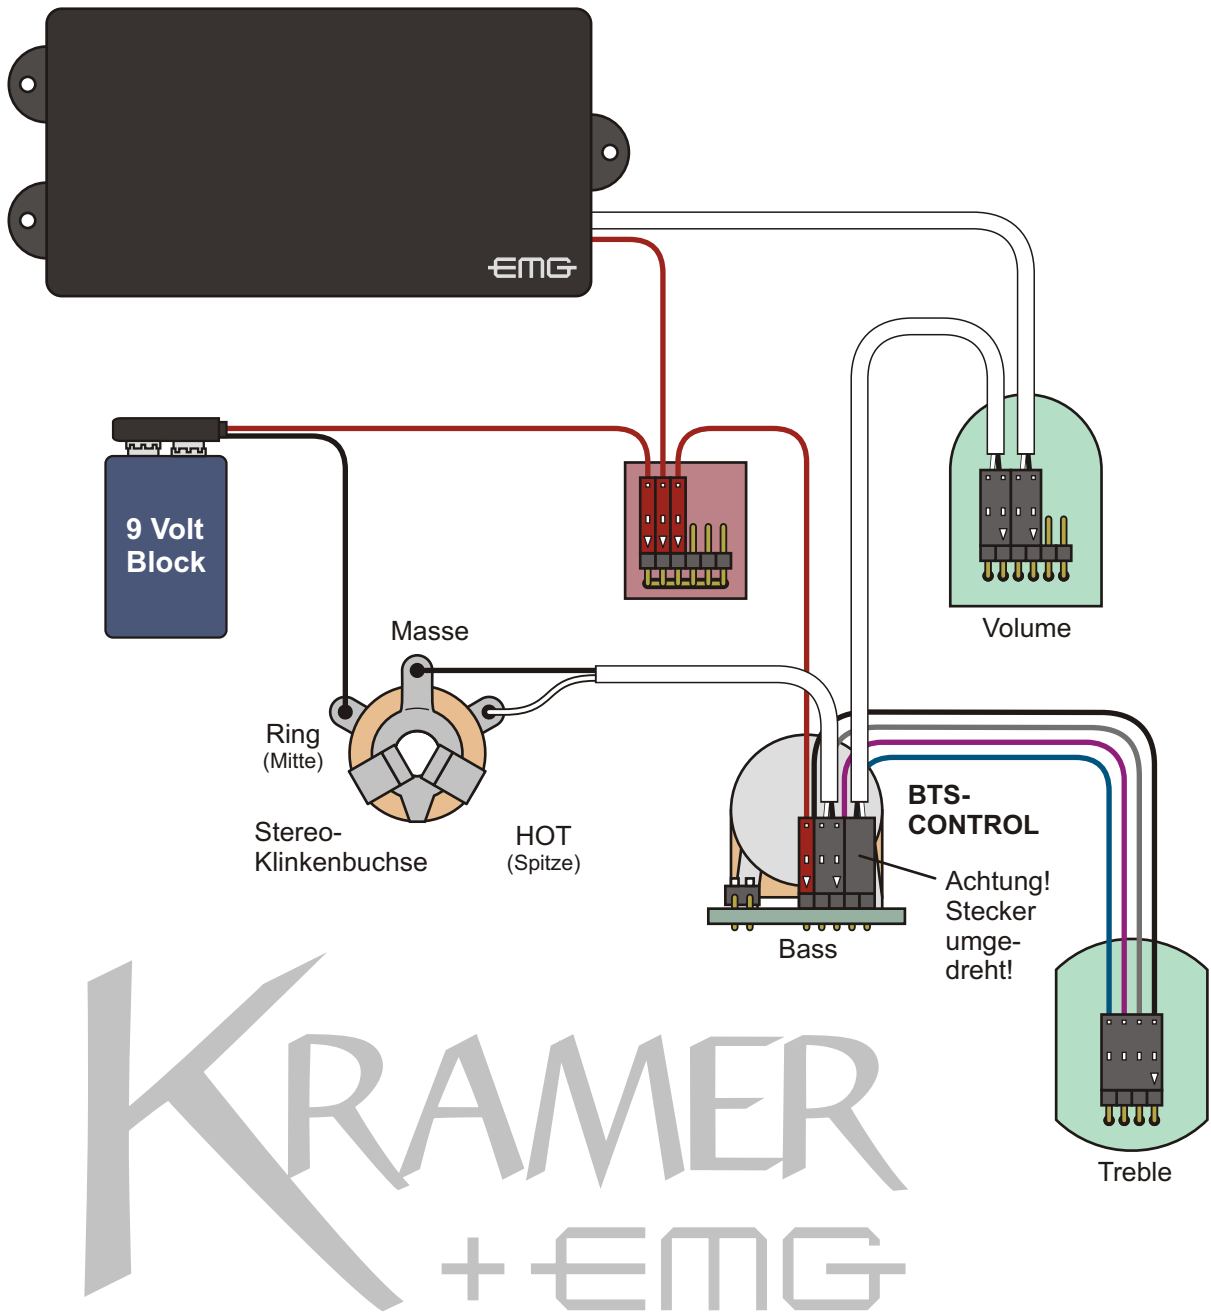 EMG
9 Volt
Block
Volume
Masse
Ring
(Mitte)
Stereo-
Klinkenbuchse
HOT
(Spitze)
BTS-
CONTROL
Achtung!
Stecker
umge-
dreht!
Bass
Treble
KRAMER
+EMG